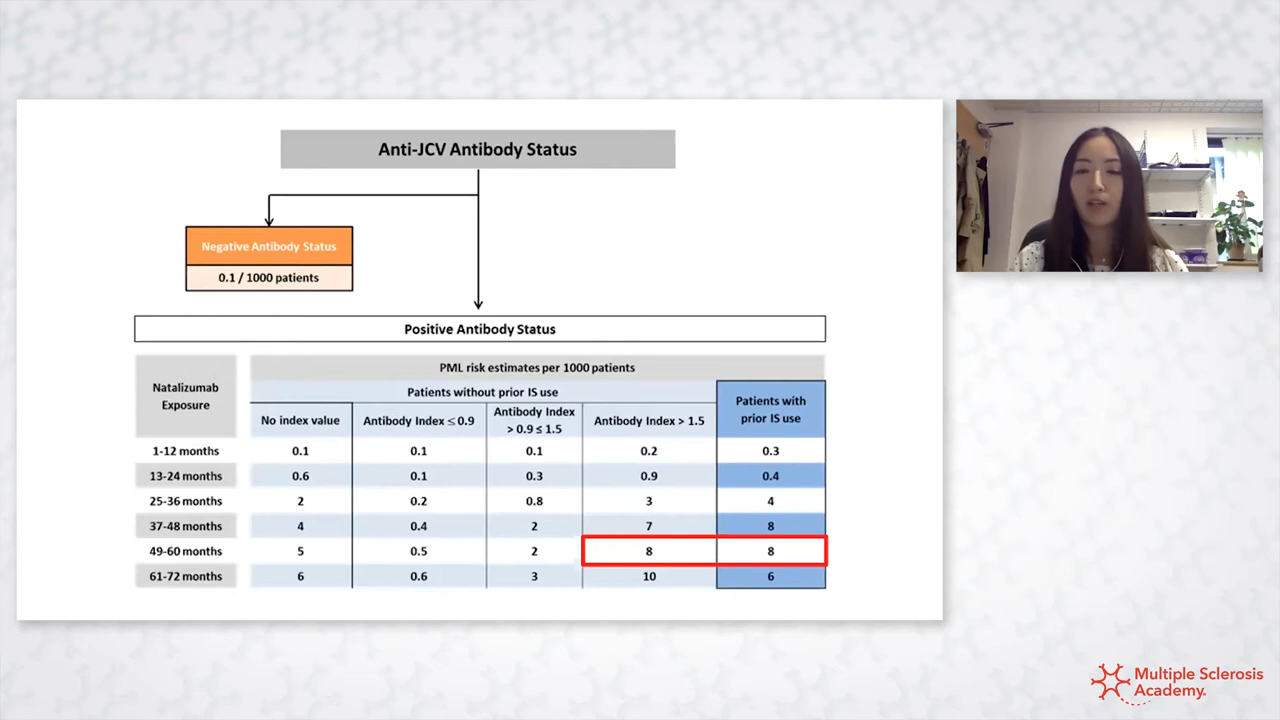 Anti-JCV Antibody Status
Negative Antibody Status
0.1 / 1000 patients
Positive Antibody Status
Natalizumab
Exposure
PML risk estimates per 1000 patients
Patients without prior IS use
Patients with
prior IS use
No index value
Antibody Index ≤ 0.9
Antibody Index
> 0.9 ≤ 1.5
Antibody Index > 1.5
1-12 months 0.1 0.1 0.1 0.2 0.3
13-24 months 0.6 0.1 0.3 0.9 0.4
25-36 months 2 0.2 0.8 3 4
37-48 months 4 0.4 2 7 8
49-60 months 5 0.5 2 8 8
61-72 months 6 0.6 3 10 6
Multiple Sclerosis
Academy